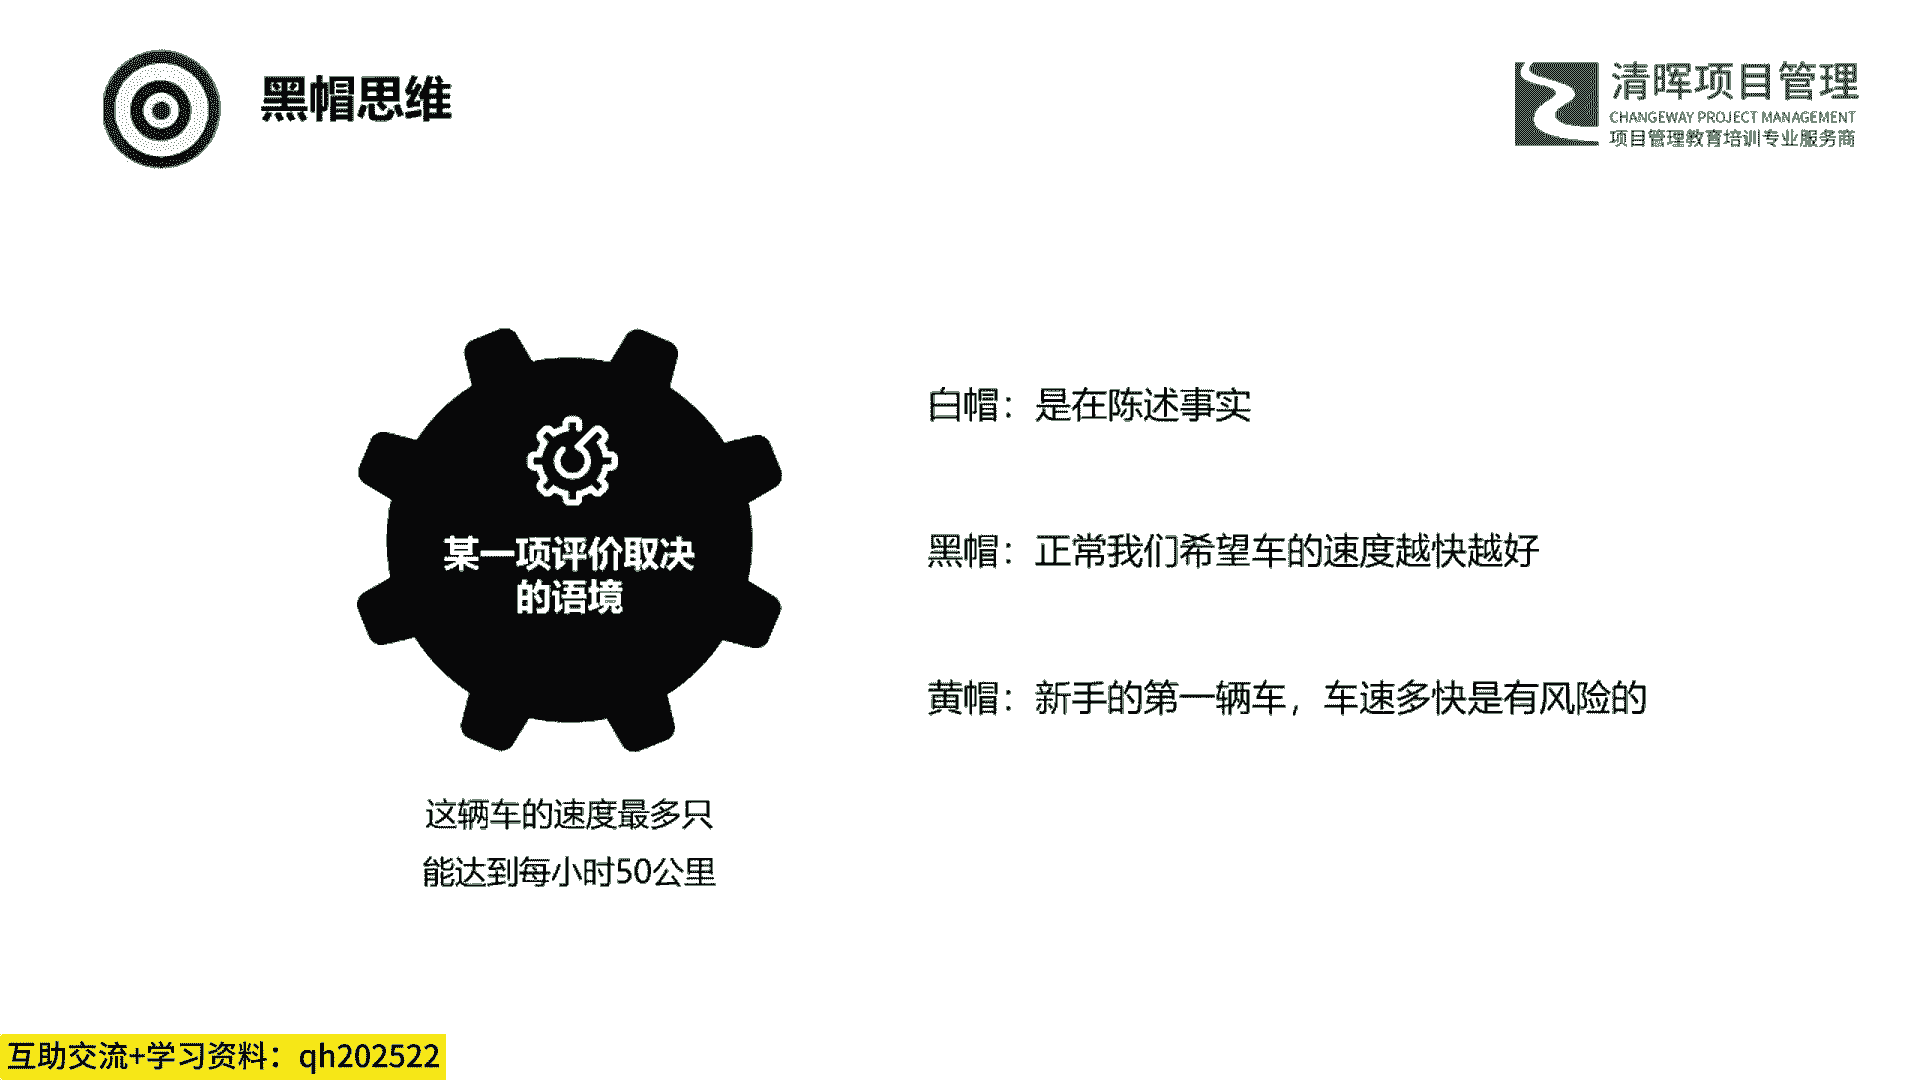 黑帽思维
清晖项目管理
CHANGEWAY PROJECT MANAGEMENT
项目管理教育培训专业服务商
某一项评价取决
的语境
这辆车的速度最多只
能达到每小时50公里
白帽：是在陈述事实
黑帽：正常我们希望车的速度越快越好
黄帽：新手的第一辆车，车速多快是有风险的
互助交流+学习资料：qh202522